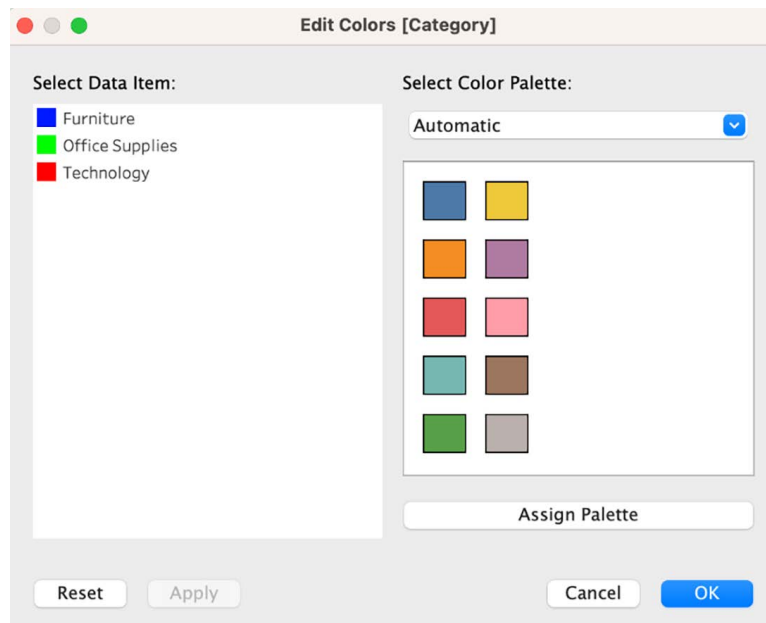 Edit Colors [Category]
Select Data Item:
Furniture
Office Supplies
Technology
Select Color Palette:
Automatic
Assign Palette
Reset
Apply
Cancel
OK